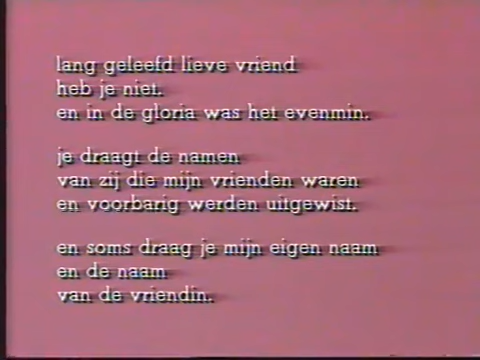 lang geleefd lieve vriend
heb je niet.
en in de gloria was het evenmin.
je draagt de namen
van zij die mijn vrienden waren
en voorbarig werden uitgewist.
en soms draag je mijn eigen naam
en de naam
van de vriendin.